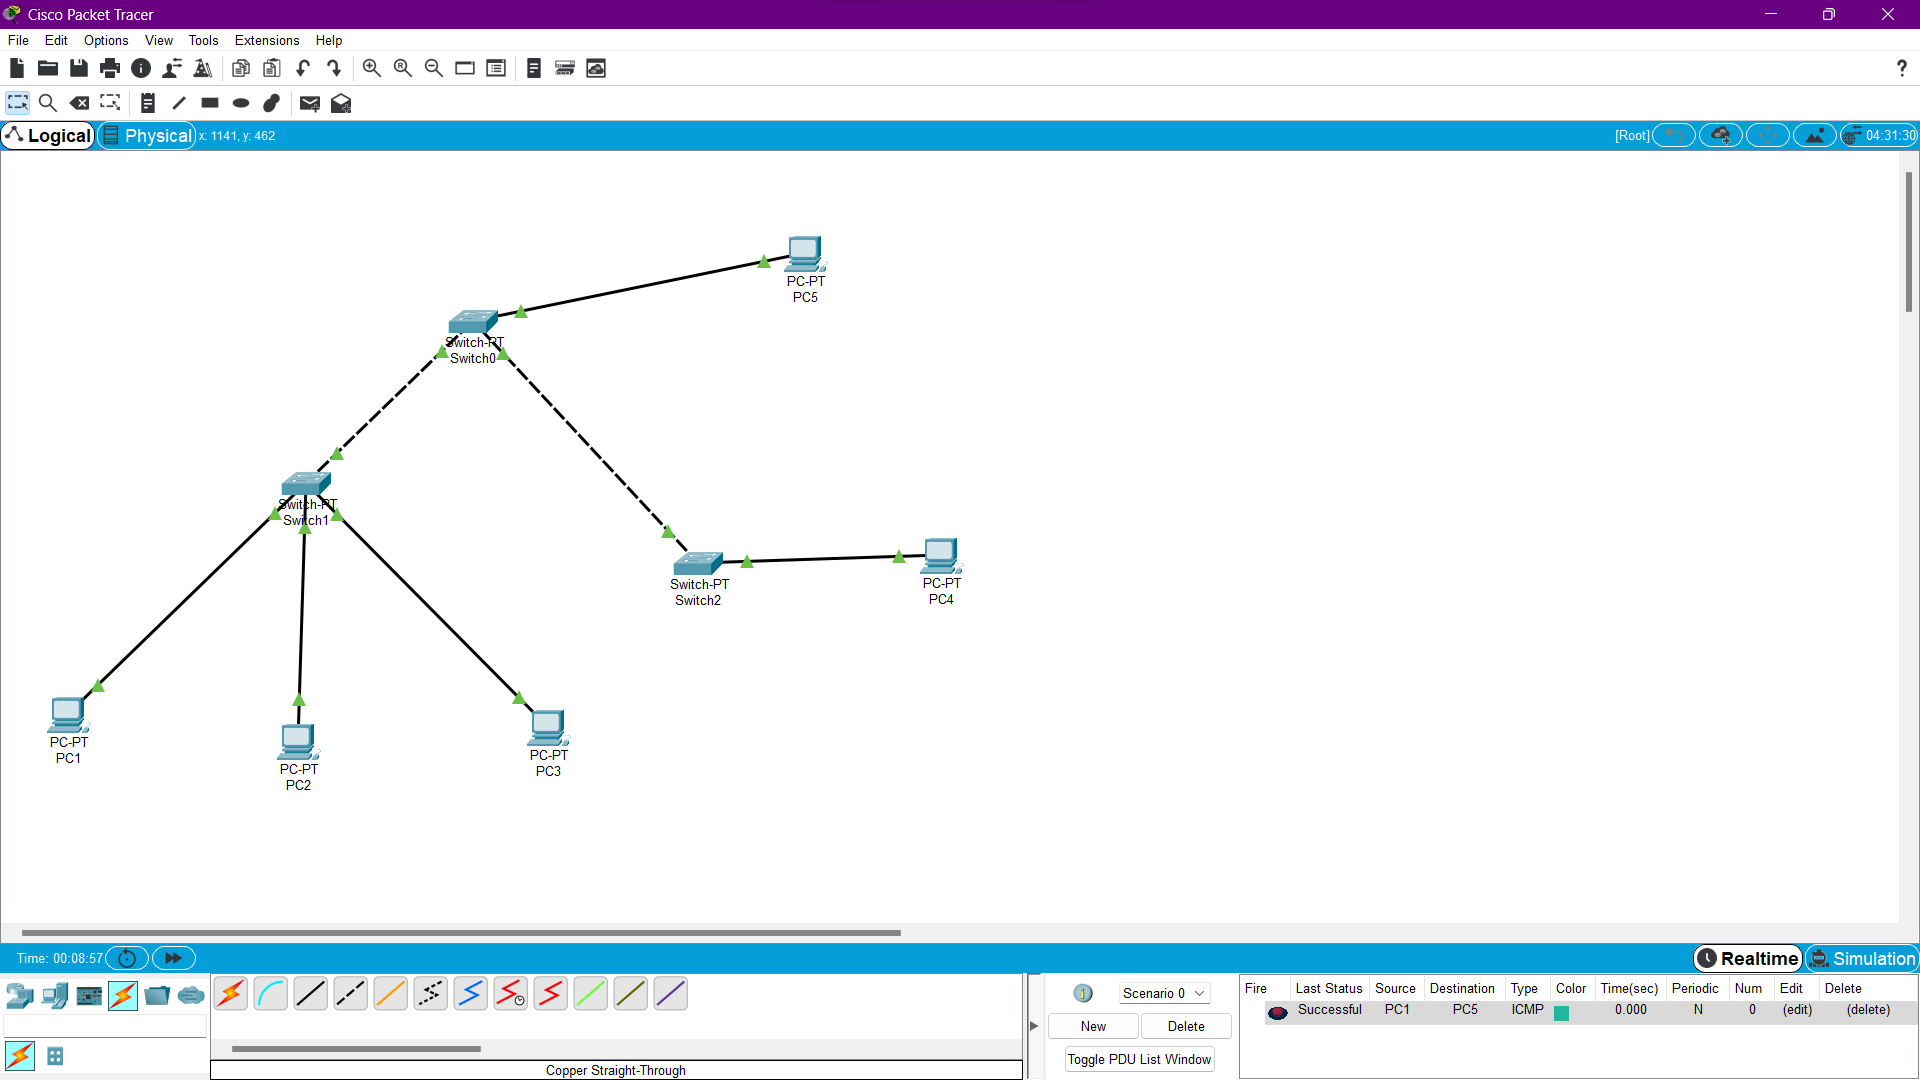 Cisco Packet Tracer
File Edit Options View Tools Extensions Help
?
Logical Physical x: 1141, y: 462 [Root] 04:31:30
PC-PT
PC5
Switch-PT
Switch0
Switch-PT
Switch1
Switch-PT
Switch2
PC-PT
PC4
PC-PT
PC1
PC-PT
PC2
PC-PT
PC3
Time: 00:08:57 Realtime Simulation
Scenario 0
New Delete
Toggle PDU List Window
Fire Last Status Source Destination Type Color Time(sec) Periodic Num Edit Delete
Successful PC1 PC5 ICMP 0.000 N 0 (edit) (delete)
Copper Straight-Through